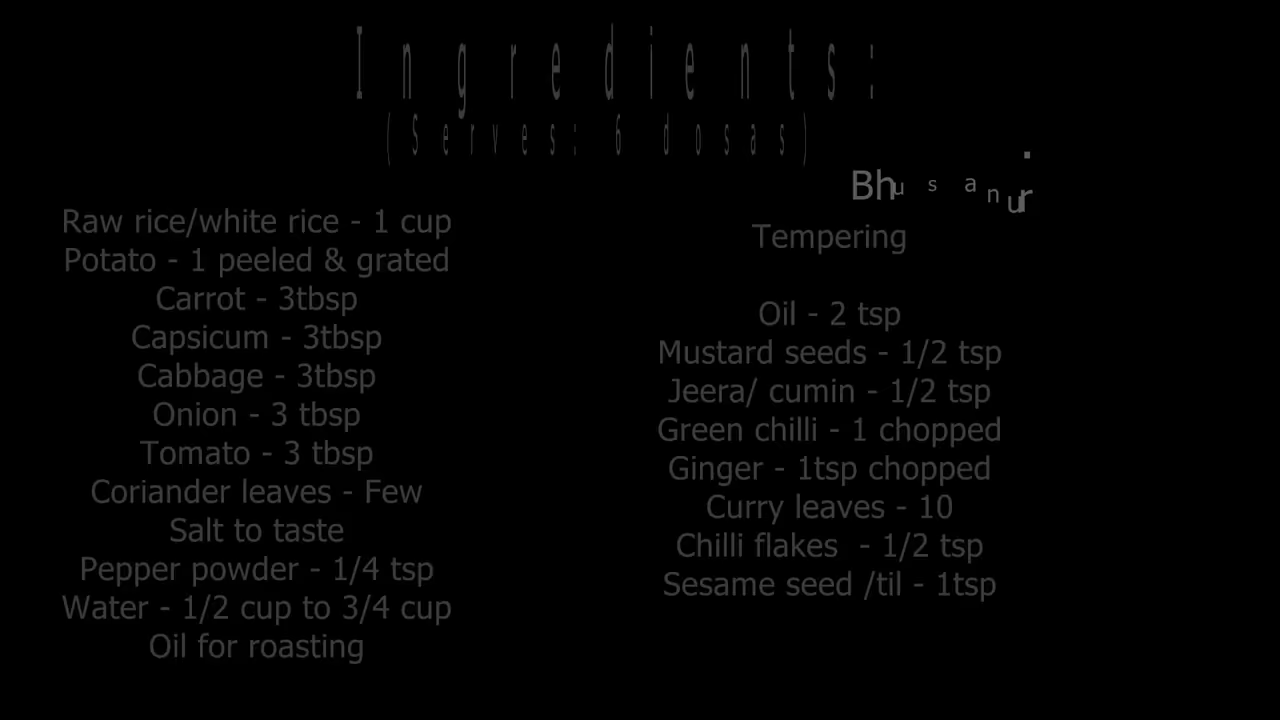 Ingredients:
(Serves: 6 dosas)
Bhusanur.
Raw rice/white rice - 1 cup
Potato - 1 peeled & grated
Carrot - 3tbsp
Capsicum - 3tbsp
Cabbage - 3tbsp
Onion - 3 tbsp
Tomato - 3 tbsp
Coriander leaves - Few
Salt to taste
Pepper powder - 1/4 tsp
Water - 1/2 cup to 3/4 cup
Oil for roasting
Tempering
Oil - 2 tsp
Mustard seeds - 1/2 tsp
Jeera/ cumin - 1/2 tsp
Green chilli - 1 chopped
Ginger - 1tsp chopped
Curry leaves - 10
Chilli flakes  - 1/2 tsp
Sesame seed /til - 1tsp